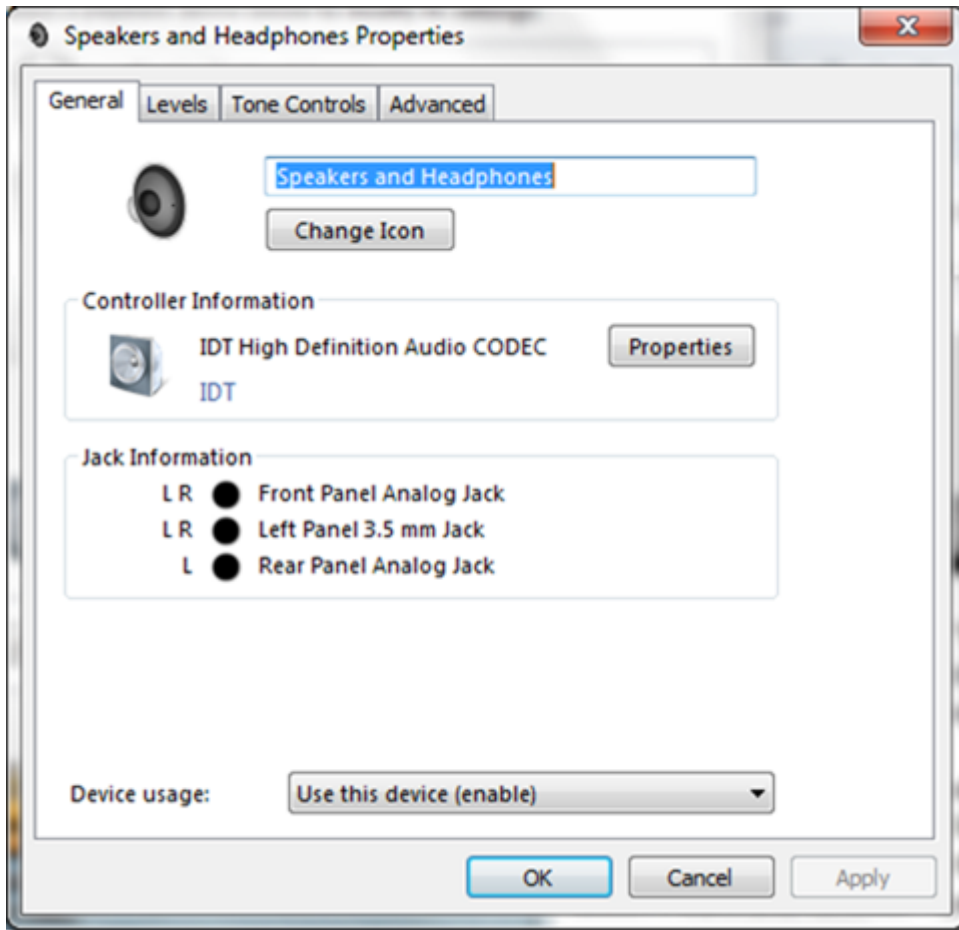 Speakers and Headphones Properties
General Levels Tone Controls Advanced
Speakers and Headphones
Change Icon
Controller Information
IDT High Definition Audio CODEC
Properties
IDT
Jack Information
L R Front Panel Analog Jack
L R Left Panel 3.5 mm Jack
L Rear Panel Analog Jack
Device usage: Use this device (enable)
OK Cancel Apply